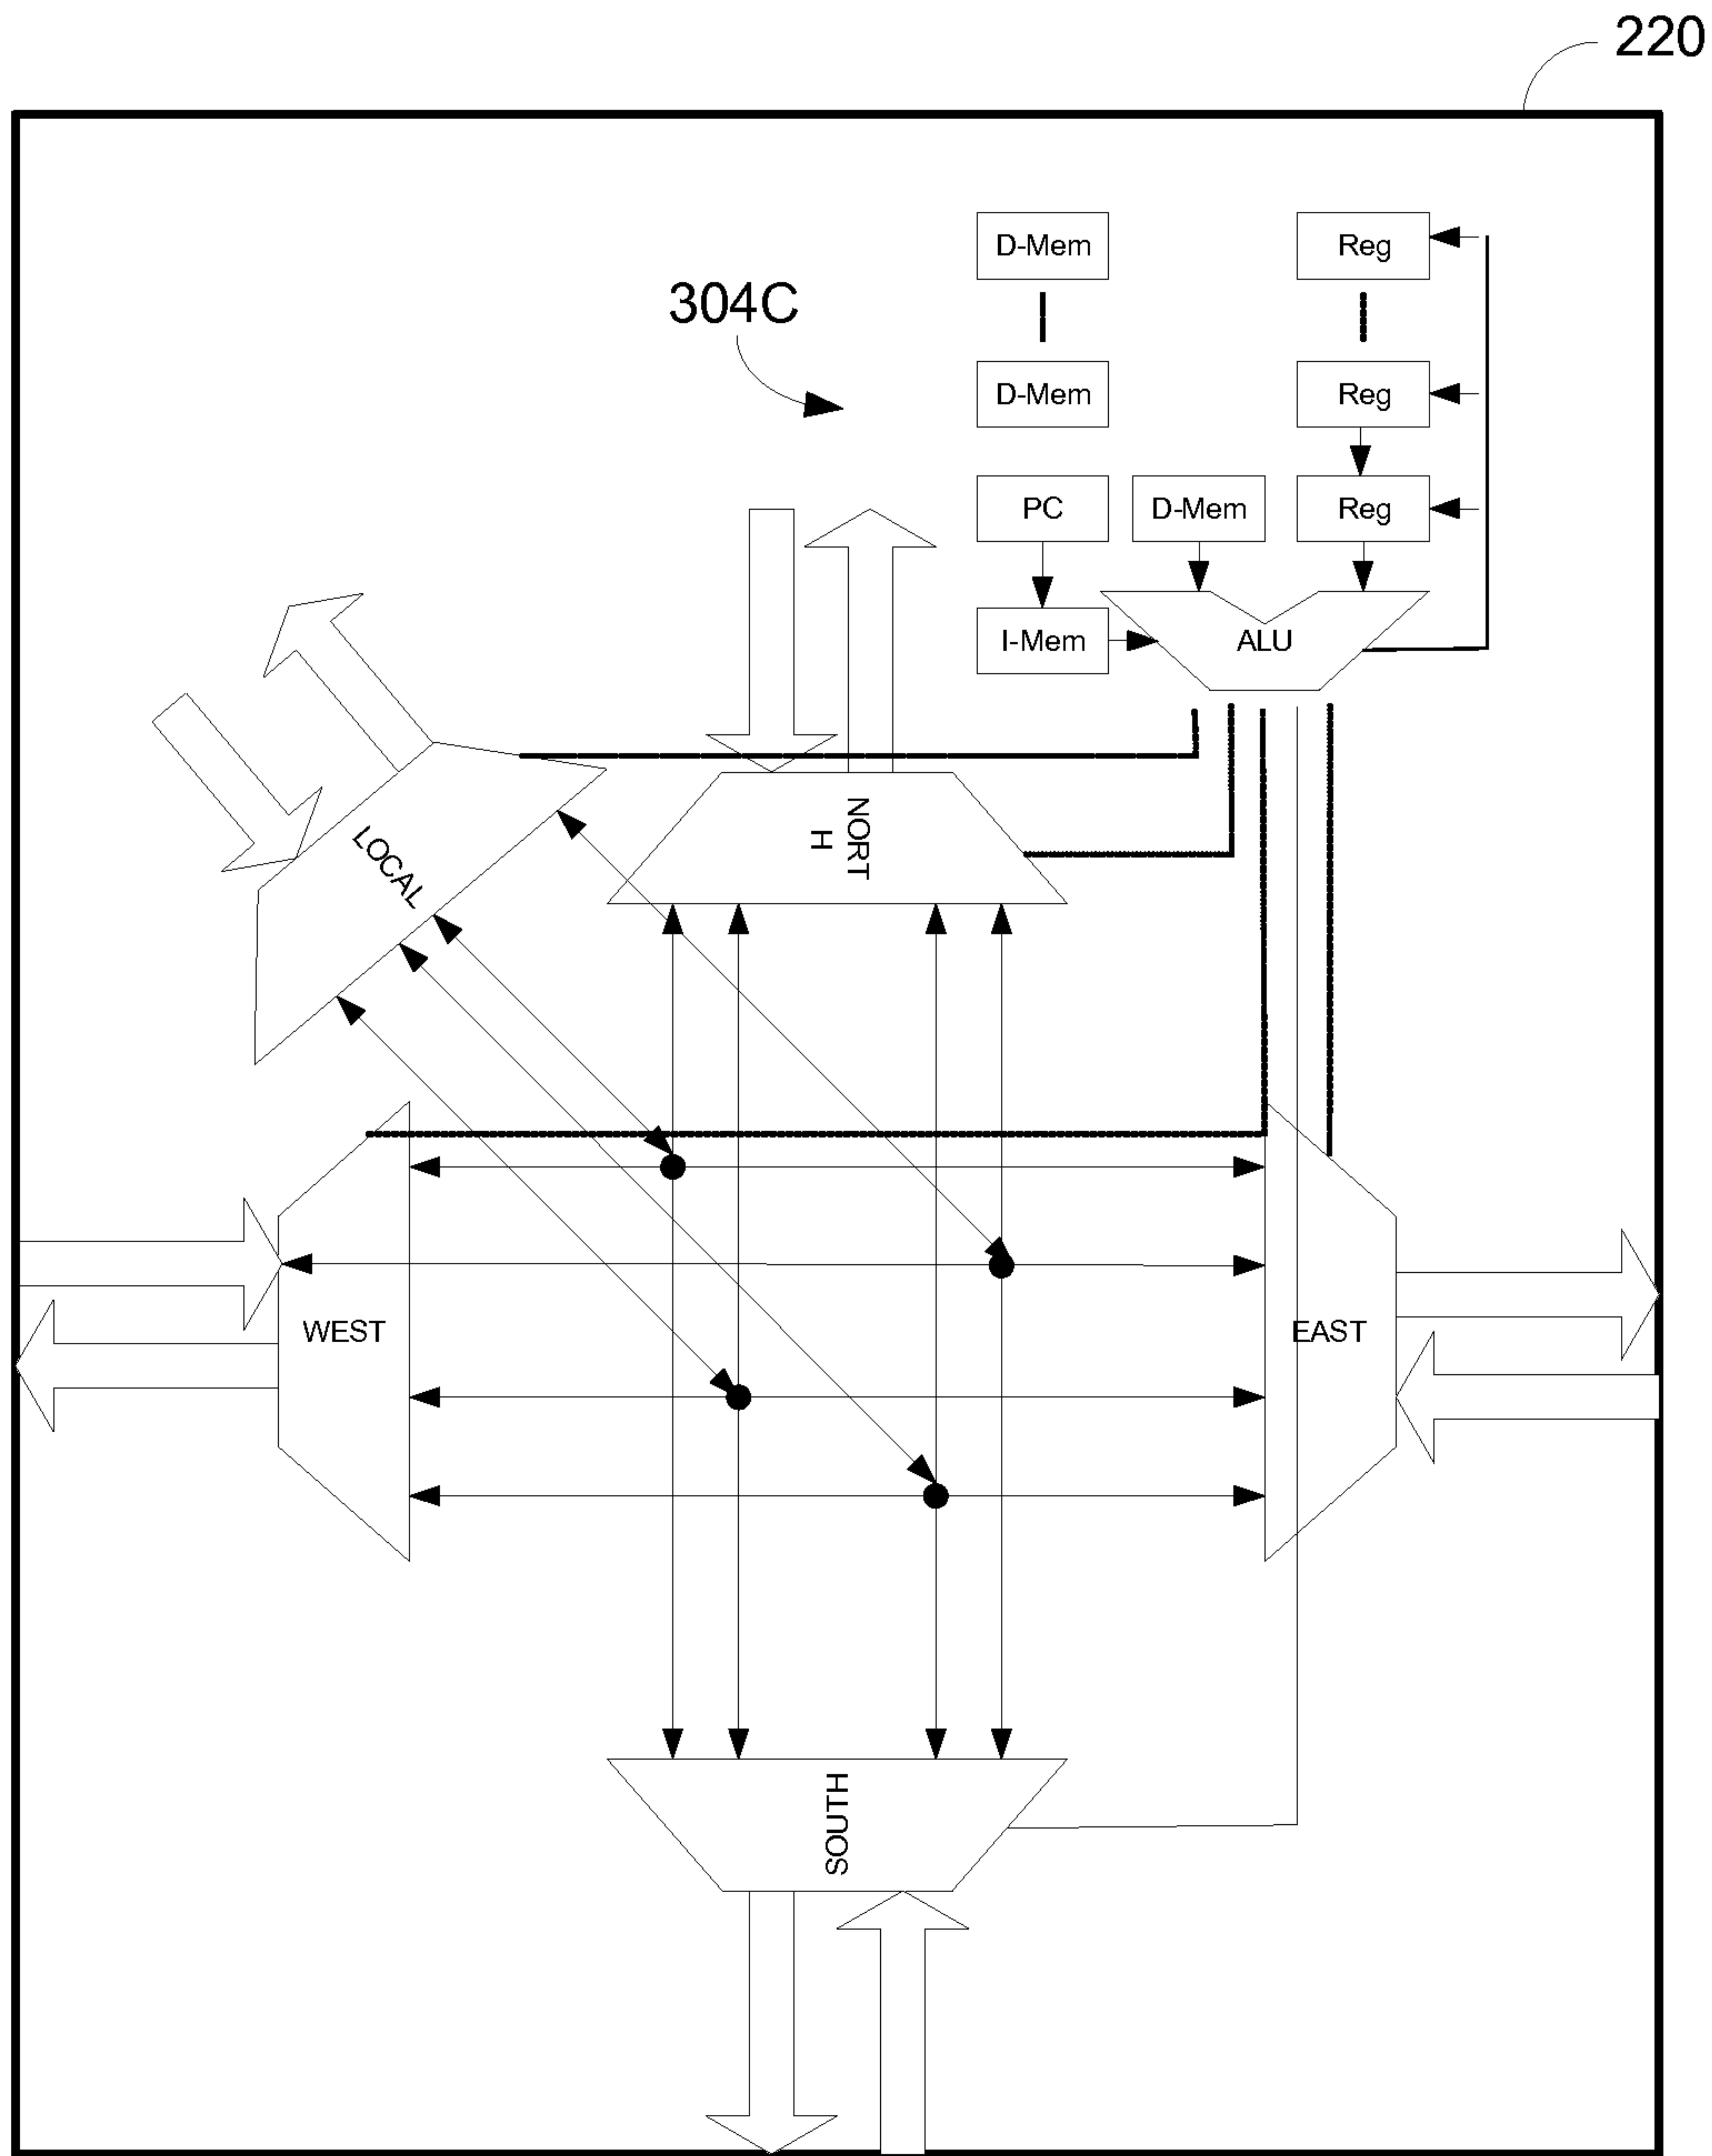 220
D-Mem
Reg
304C
D-Mem
Reg
PC
D-Mem
Reg
I-Mem
ALU
LOCAL
NORT
H
WEST
EAST
SOUTH